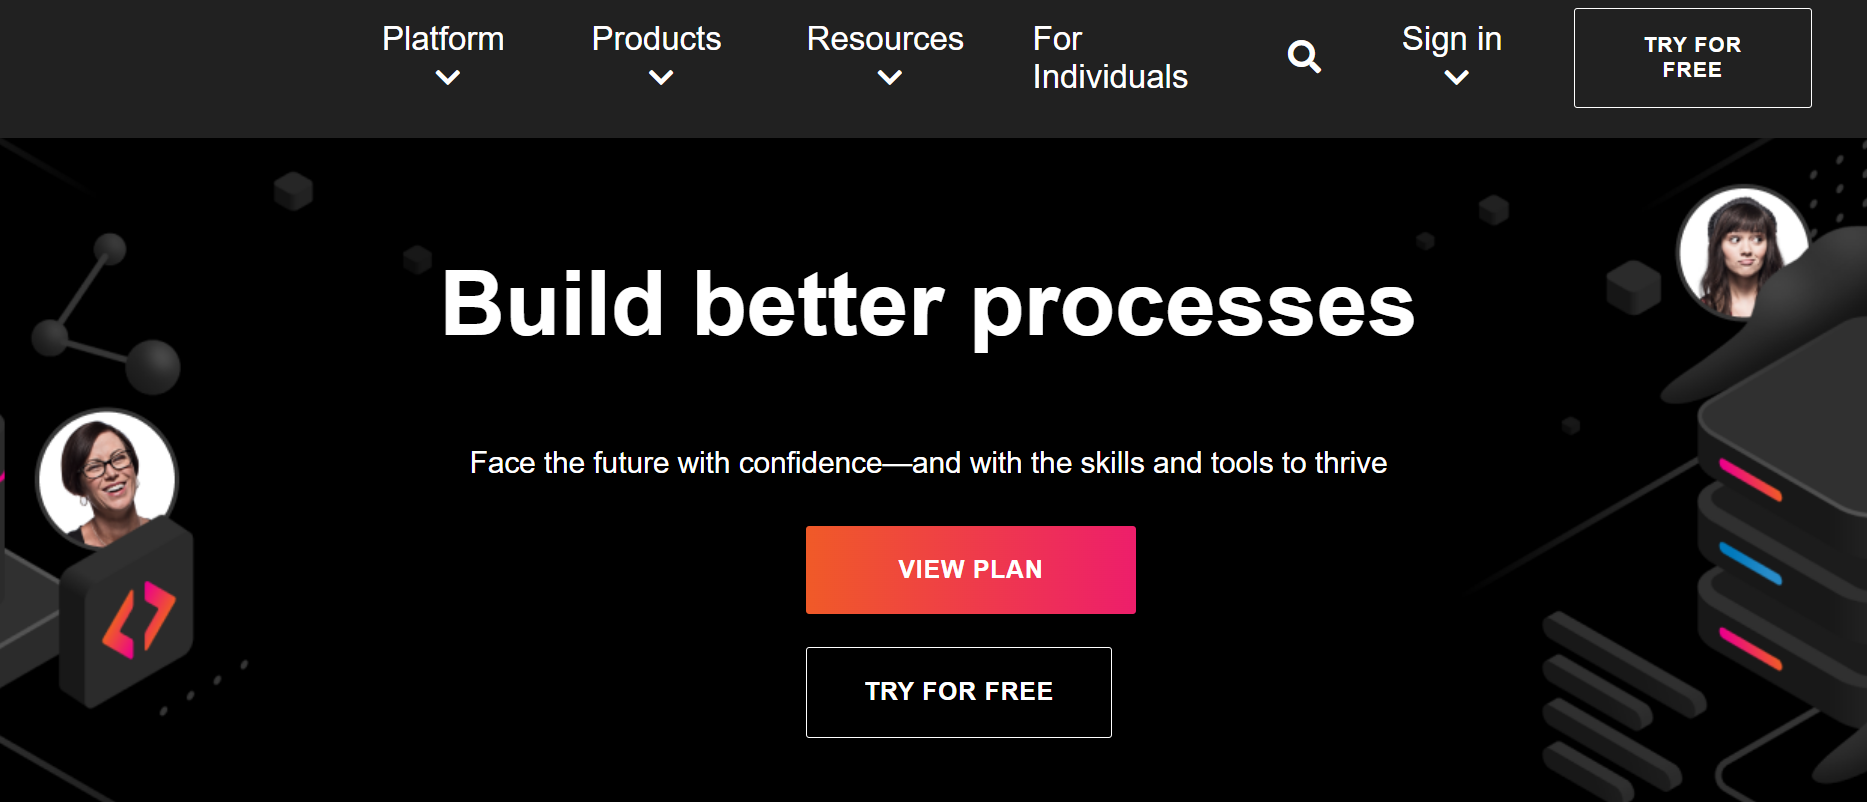 Platform
Products
Resources
For
Individuals
Sign in
TRY FOR
FREE
Build better processes
Face the future with confidence—and with the skills and tools to thrive
VIEW PLAN
TRY FOR FREE